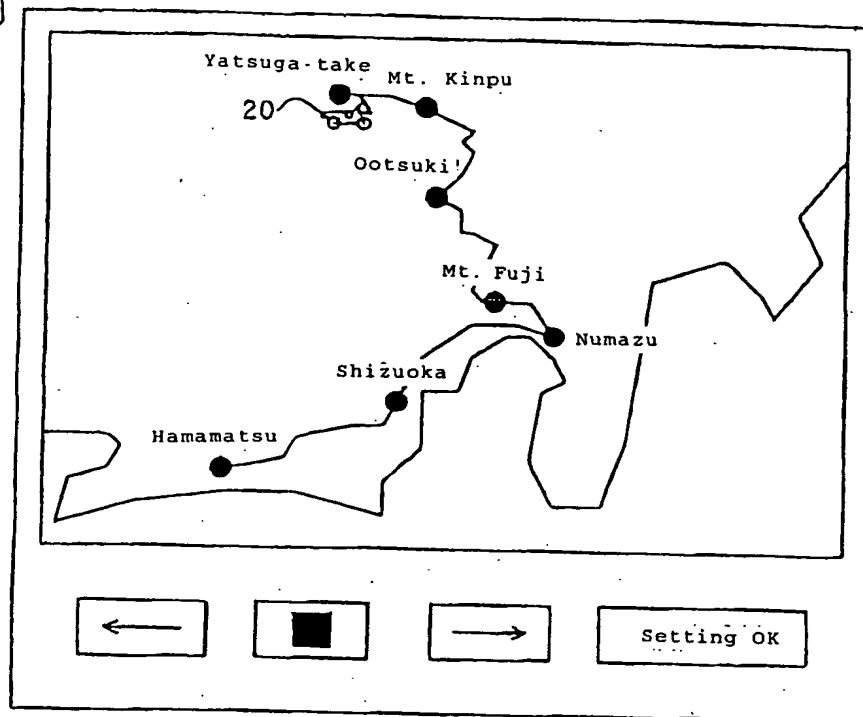 Yatsuga-take
Mt. Kinpu
20
Ootsuki
Mt. Fuji
Numazu
Shizuoka
Hamamatsu
Setting OK